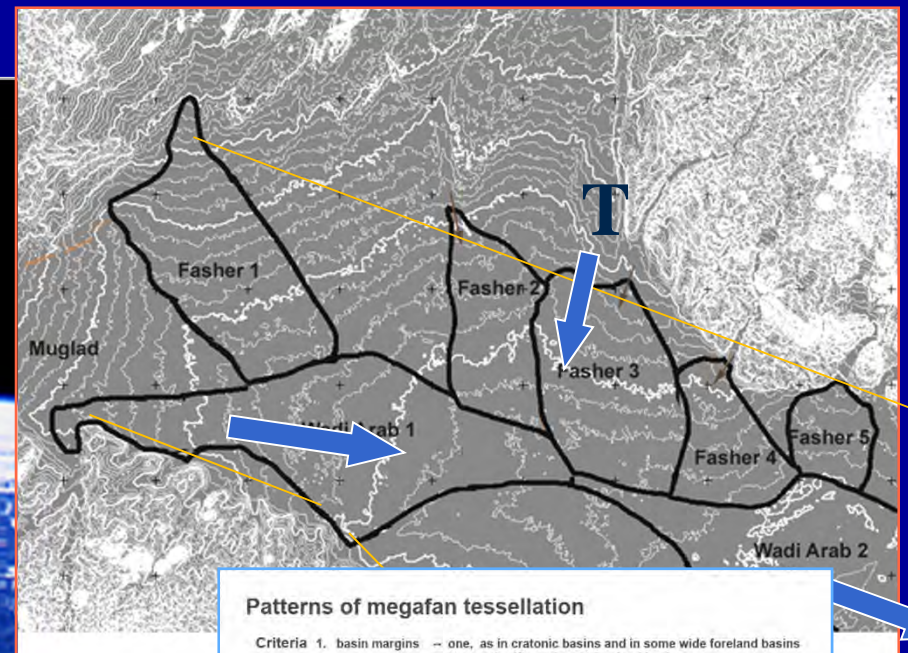 T
Fasher 1
Fasher 2
Muglad
Fasher 3
Wadi Arab 1
Fasher 5
Fasher 4
Wadi Arab 2
Patterns of megafan tessellation
Criteria 1. basin margins -- one, as in cratonic basins and in some wide foreland basins